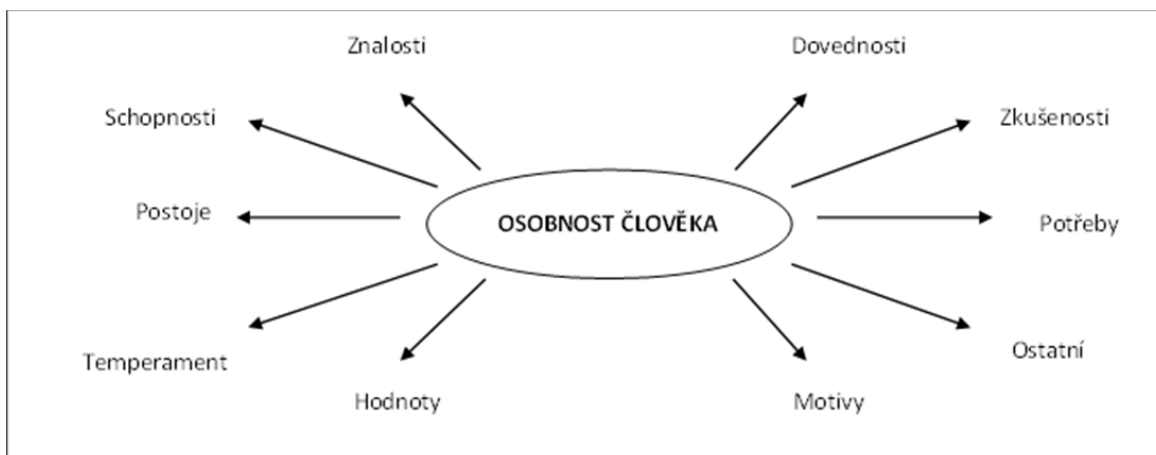 Znalosti
Dovednosti
Schopnosti
Zkušenosti
Postoje
OSOBNOST ČLOVĚKA
Potřeby
Temperament
Ostatní
Hodnoty
Motivy